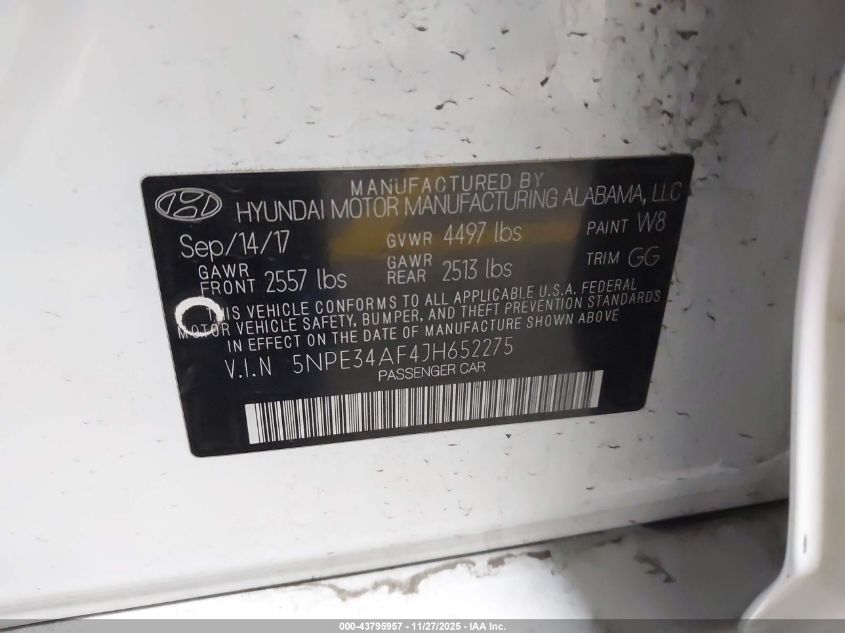 MANUFACTURED BY
HYUNDAI MOTOR MANUFACTURING ALABAMA, LLC
Sep/14/17 GVWR 4497 lbs PAINT W8
GAWR FRONT 2557 lbs GAWR REAR 2513 lbs TRIM GG
THIS VEHICLE CONFORMS TO ALL APPLICABLE U.S.A. FEDERAL
MOTOR VEHICLE SAFETY, BUMPER, AND THEFT PREVENTION STANDARDS
IN EFFECT ON THE DATE OF MANUFACTURE SHOWN ABOVE
V.I.N 5NPE34AF4JH652275
PASSENGER CAR
000-43795957 - 11/27/2025 - IAA Inc.